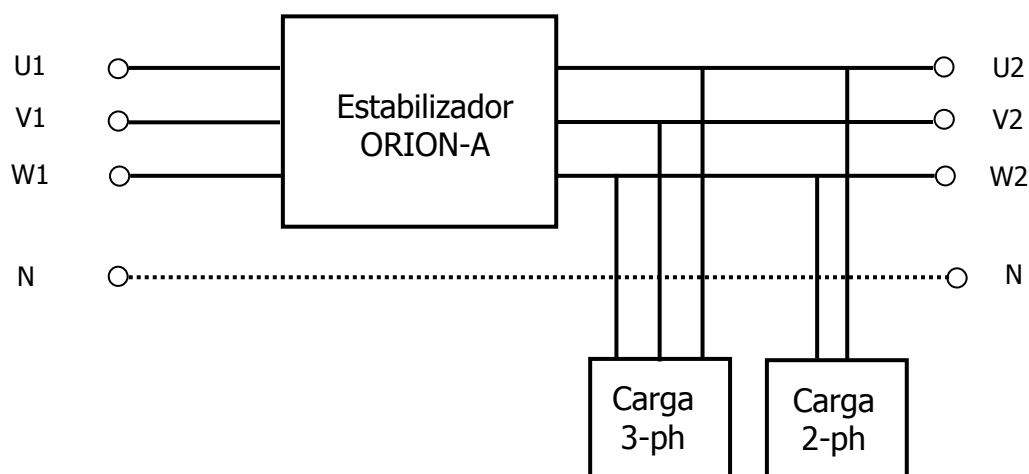 U1
U2
Estabilizador
V1
V2
ORION-A
W1
W2
N
N
Carga
3-ph
Carga
2-ph